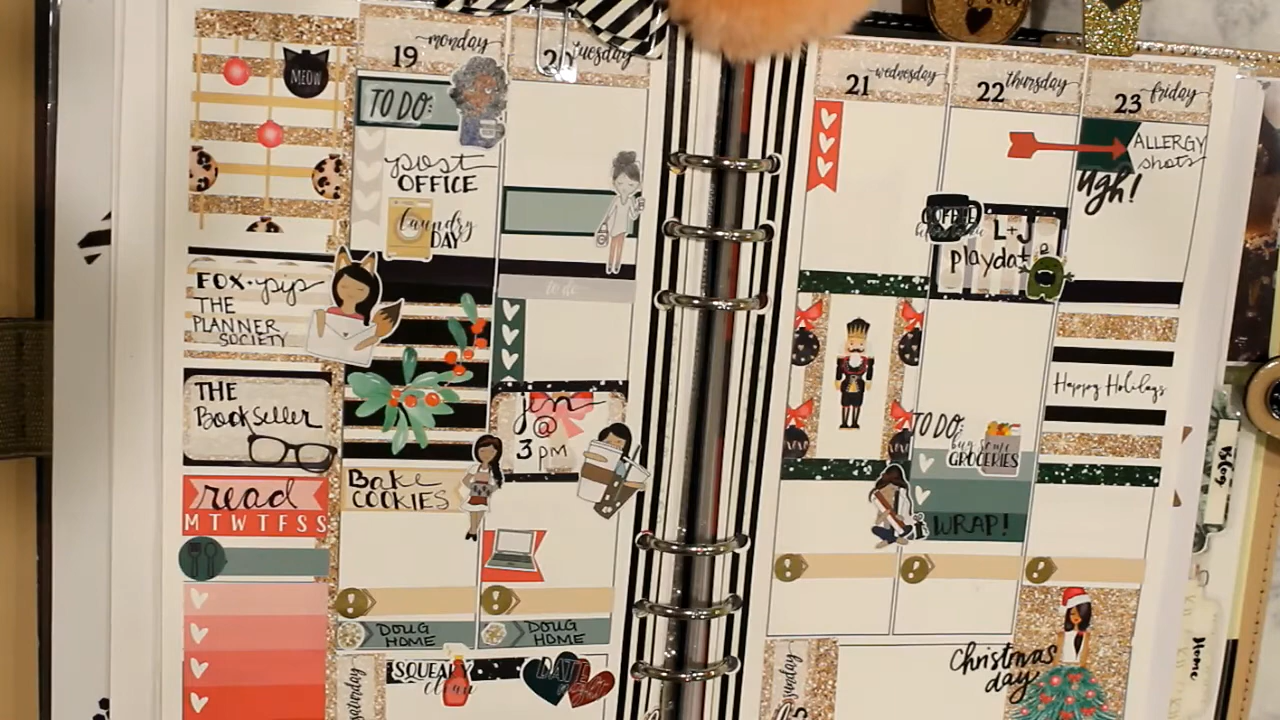 MEOW
FOX+pip
THE
PLANNER
SOCIETY
THE
Bookseller
read
M T W T F S S
19 monday
TO DO:
post
OFFICE
laundry
DAY
Bake
COOKIES
DOUG
HOME
saturday
SQUEAKY
clean
20 tuesday
to do
jen
@
3 pm
DOUG
HOME
DATE
21 wednesday
sunday
22 thursday
COFFEE
L+J
playdate
TO DO:
buy some
GROCERIES
WRAP!
23 friday
ALLERGY
shots
ugh!
Happy Holidays
Christmas
day
Home